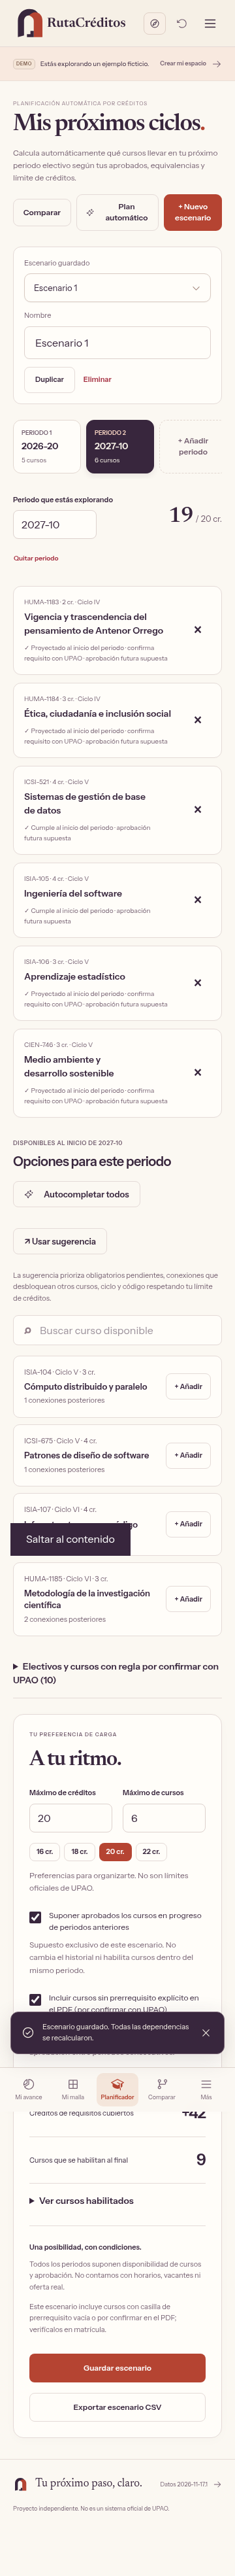 RutaCréditos
DEMO Estás explorando un ejemplo ficticio. Crear mi espacio →
PLANIFICACIÓN AUTOMÁTICA POR CRÉDITOS
Mis próximos ciclos.
Calcula automáticamente qué cursos llevar en tu próximo
periodo electivo según tus aprobados, equivalencias y
límite de créditos.
Comparar
Plan
automático
+ Nuevo
escenario
Escenario guardado
Escenario 1
Nombre
Escenario 1
Duplicar
Eliminar
PERIODO 1
2026-20
5 cursos
PERIODO 2
2027-10
6 cursos
+ Añadir
periodo
Periodo que estás explorando
2027-10
19 / 20 cr.
Quitar periodo
HUMA-1183 · 2 cr. · Ciclo IV
Vigencia y trascendencia del
pensamiento de Antenor Orrego
✓ Proyectado al inicio del periodo · confirma
requisito con UPAO · aprobación futura supuesta
×
HUMA-1184 · 3 cr. · Ciclo IV
Ética, ciudadanía e inclusión social
✓ Proyectado al inicio del periodo · confirma
requisito con UPAO · aprobación futura supuesta
×
ICSI-521 · 4 cr. · Ciclo V
Sistemas de gestión de base
de datos
✓ Cumple al inicio del periodo · aprobación
futura supuesta
×
ISIA-105 · 4 cr. · Ciclo V
Ingeniería del software
✓ Cumple al inicio del periodo · aprobación
futura supuesta
×
ISIA-106 · 3 cr. · Ciclo V
Aprendizaje estadístico
✓ Proyectado al inicio del periodo · confirma
requisito con UPAO · aprobación futura supuesta
×
CIEN-746 · 3 cr. · Ciclo V
Medio ambiente y
desarrollo sostenible
✓ Proyectado al inicio del periodo · confirma
requisito con UPAO · aprobación futura supuesta
×
DISPONIBLES AL INICIO DE 2027-10
Opciones para este periodo
Autocompletar todos
↗ Usar sugerencia
La sugerencia prioriza obligatorios pendientes, conexiones que
desbloquean otros cursos, ciclo y código respetando tu límite
de créditos.
Buscar curso disponible
ISIA-104 · Ciclo V · 3 cr.
Cómputo distribuido y paralelo
1 conexiones posteriores
+ Añadir
ICSI-675 · Ciclo V · 4 cr.
Patrones de diseño de software
1 conexiones posteriores
+ Añadir
ISIA-107 · Ciclo VI · 4 cr.
+ Añadir
Saltar al contenido
HUMA-1185 · Ciclo VI · 3 cr.
Metodología de la investigación
científica
2 conexiones posteriores
+ Añadir
▶ Electivos y cursos con regla por confirmar con
UPAO (10)
TU PREFERENCIA DE CARGA
A tu ritmo.
Máximo de créditos
20
Máximo de cursos
6
16 cr.
18 cr.
20 cr.
22 cr.
Preferencias para organizarte. No son límites
oficiales de UPAO.
Suponer aprobados los cursos en progreso
de periodos anteriores
Supuesto exclusivo de este escenario. No
cambia el historial ni habilita cursos dentro del
mismo periodo.
Incluir cursos sin prerrequisito explícito en
el PDF (por confirmar con UPAO)
Escenario guardado. Todas las dependencias
se recalcularon.
×
Mi avance
Mi malla
Planificador
Comparar
Más
Créditos de requisitos cubiertos +42
Cursos que se habilitan al final 9
▶ Ver cursos habilitados
Una posibilidad, con condiciones.
Todos los periodos suponen disponibilidad de cursos
y aprobación. No contamos con horarios, vacantes ni
oferta real.
Este escenario incluye cursos con casilla de
prerrequisito vacía o por confirmar en el PDF;
verifícalos en matrícula.
Guardar escenario
Exportar escenario CSV
Tu próximo paso, claro.
Datos 2026-11-17.1 →
Proyecto independiente. No es un sistema oficial de UPAO.